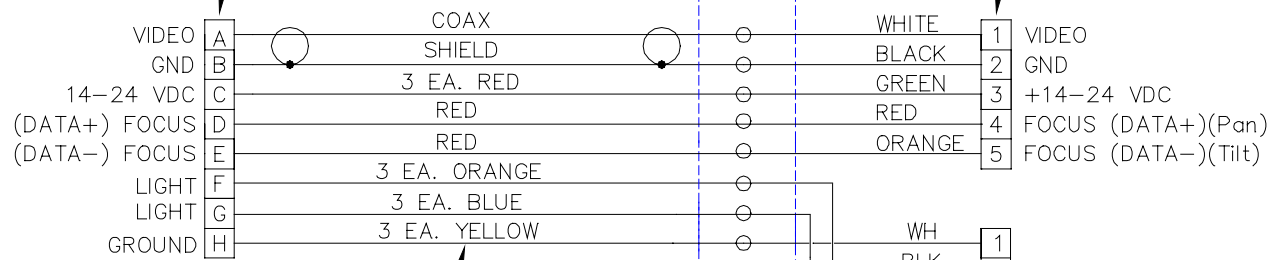 COAX
VIDEO A WHITE 1 VIDEO
SHIELD
GND B BLACK 2 GND
3 EA. RED
14-24 VDC C GREEN 3 +14-24 VDC
RED
(DATA+) FOCUS D RED 4 FOCUS (DATA+)(Pan)
RED
(DATA-) FOCUS E ORANGE 5 FOCUS (DATA-)(Tilt)
3 EA. ORANGE
LIGHT F
3 EA. BLUE
LIGHT G
3 EA. YELLOW
GROUND H WH 1
BLK